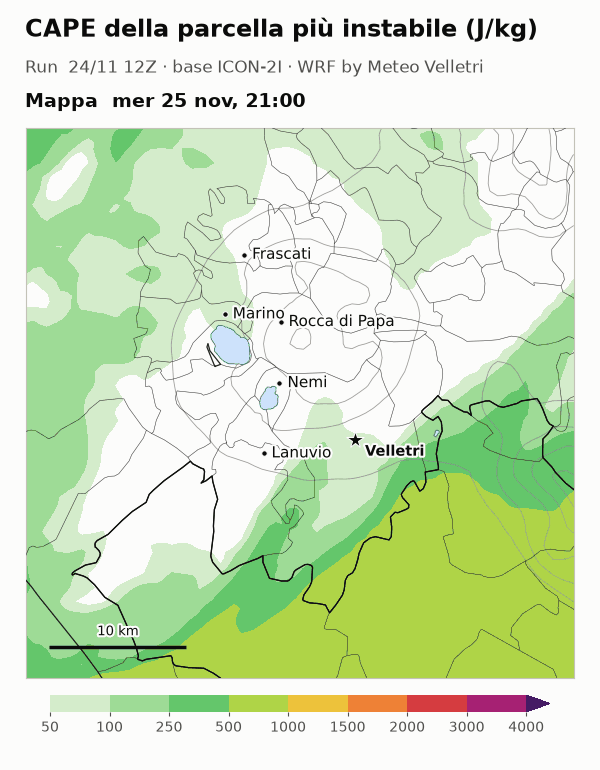 CAPE della parcella più instabile (J/kg)
Run  24/11 12Z · base ICON-2I · WRF by Meteo Velletri
Mappa  mer 25 nov, 21:00
Frascati
Marino
Rocca di Papa
Nemi
Velletri
Lanuvio
10 km
50 100 250 500 1000 1500 2000 3000 4000